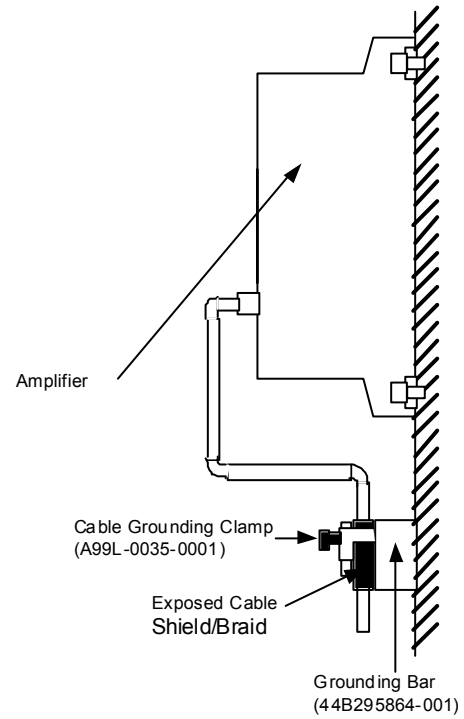 Amplifier
Cable Grounding Clamp
(A99L-0035-0001)
Exposed Cable
Shield/Braid
Grounding Bar
(44B295864-001)